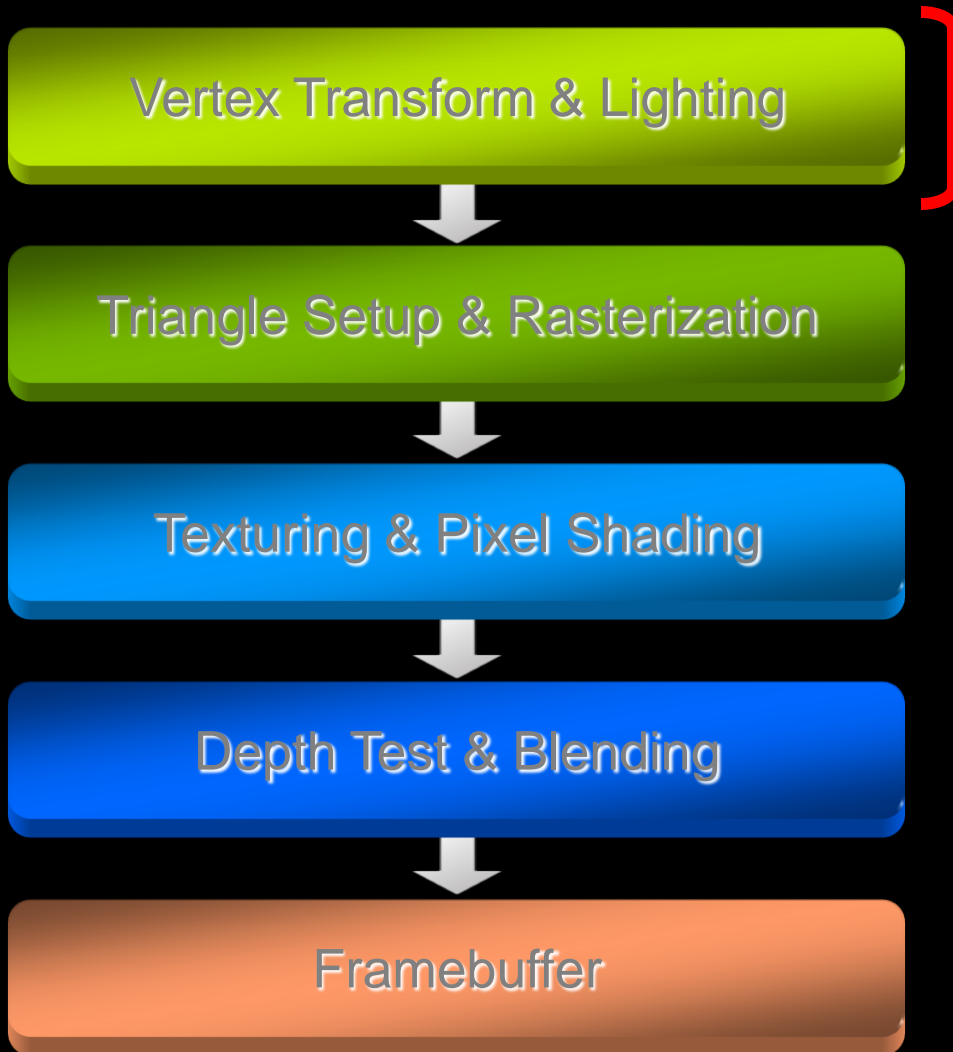 Vertex Transform & Lighting
Triangle Setup & Rasterization
Texturing & Pixel Shading
Depth Test & Blending
Framebuffer